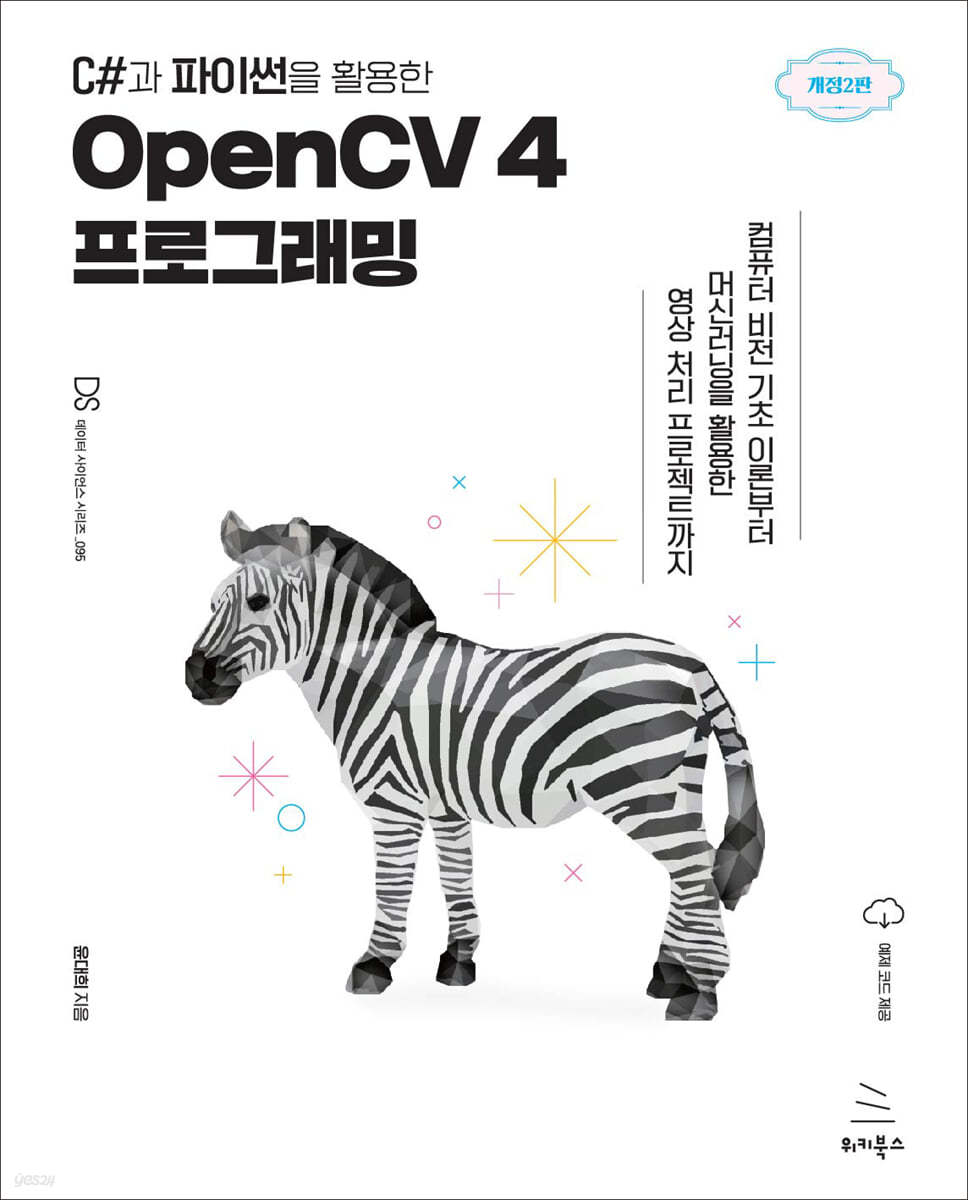 C#과 파이썬을 활용한
OpenCV 4
프로그래밍
개정2판
컴퓨터 비전 기초 이론부터
머신러닝을 활용한
영상 처리 프로젝트까지
DS 데이터 사이언스 시리즈_095
윤대희 지음
예제 코드 제공
위키북스
yes24